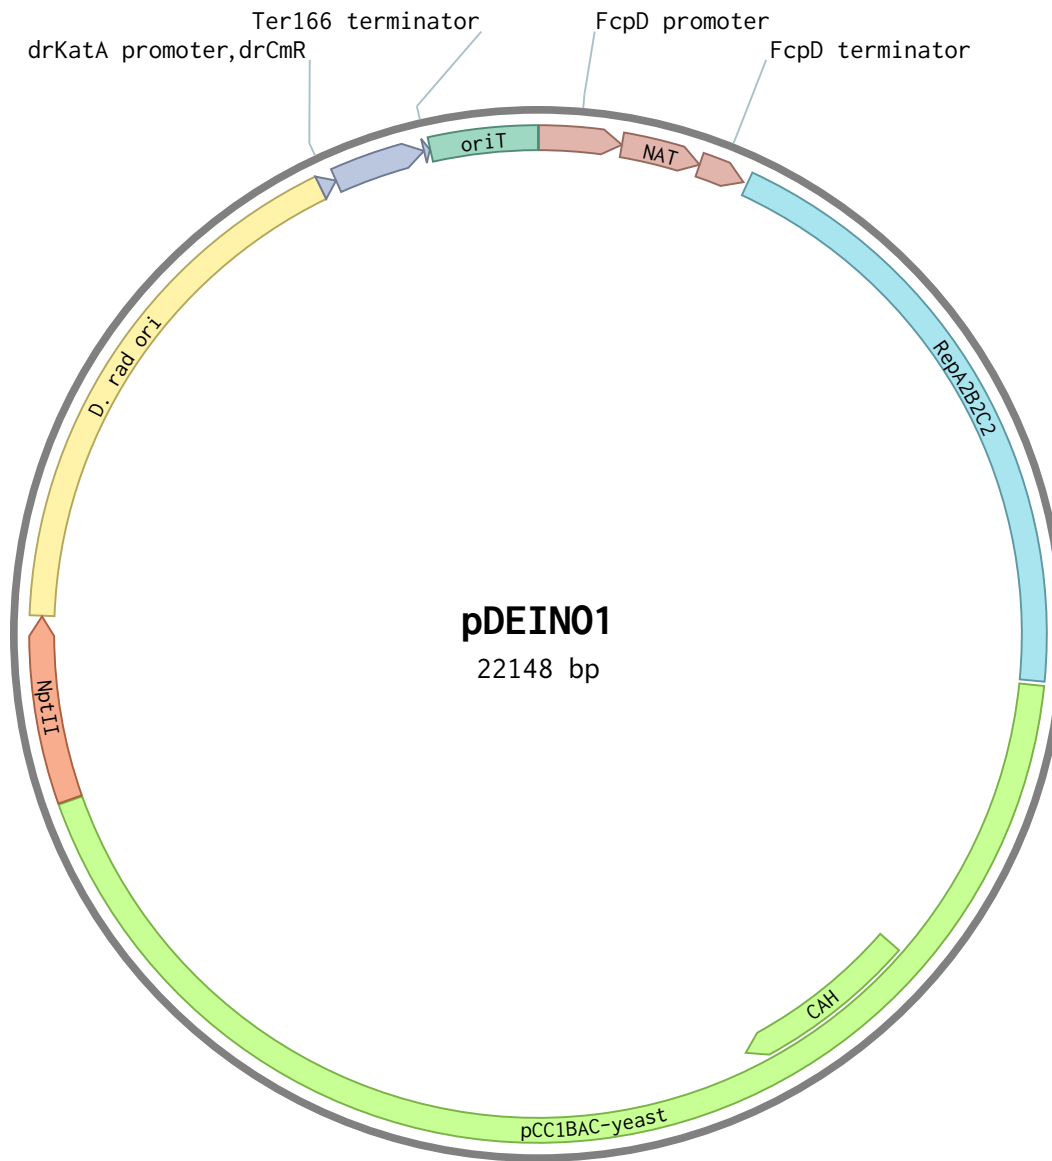 Ter166 terminator
FcpD promoter
drKatA promoter,drCmR
FcpD terminator
oriT
NAT
D. rad ori
RepA2B2C2
pDEINO1
22148 bp
NptII
CAH
pCC1BAC-yeast